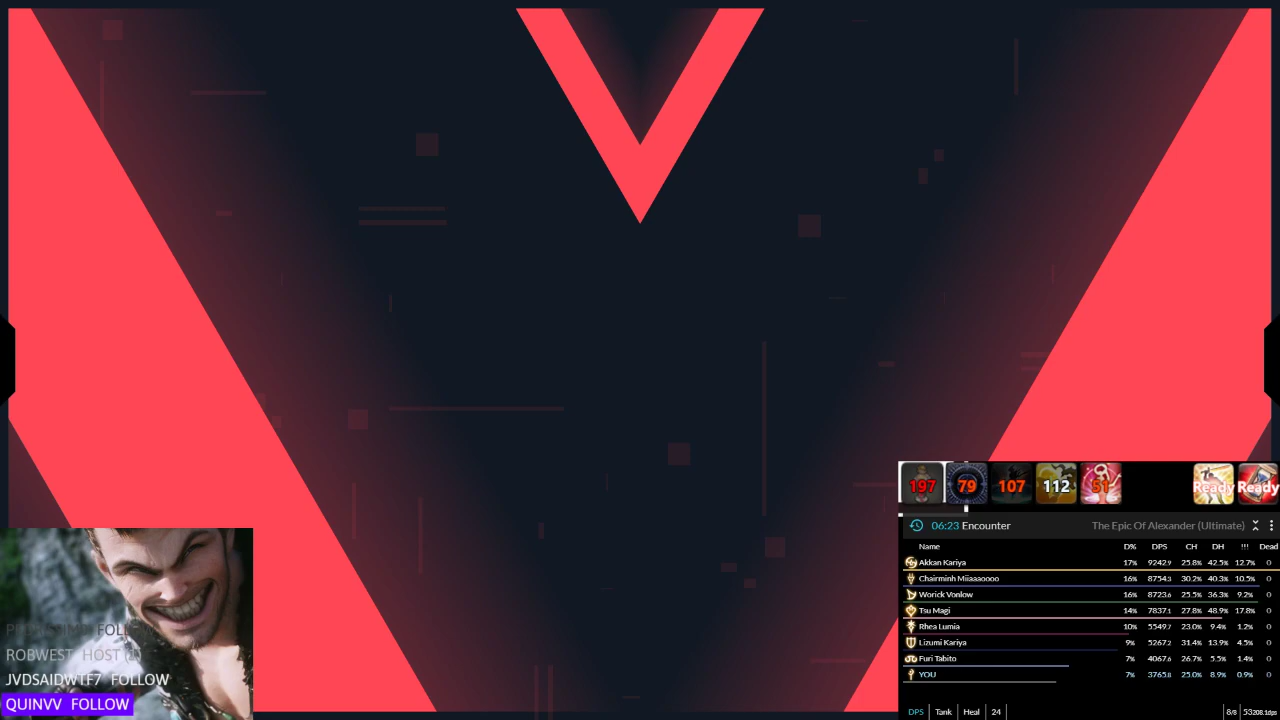 197 79 107 112 51 Ready Ready
06:23 Encounter The Epic Of Alexander (Ultimate)
Name D% DPS CH DH !!! Dead
Akkan Kariya 17% 9242.9 25.8% 42.5% 12.7% 0
Chairminh Miiaaaoooo 16% 8754.3 30.2% 40.3% 10.5% 0
Worick Vonlow 16% 8723.6 25.5% 36.3% 9.2% 0
Tsu Magi 14% 7837.1 27.8% 48.9% 17.8% 0
Rhea Lumia 10% 5549.7 23.0% 9.4% 1.2% 0
Lizumi Kariya 9% 5267.2 31.4% 13.9% 4.5% 0
Furi Tabito 7% 4067.6 26.7% 5.5% 1.4% 0
YOU 7% 3765.8 25.0% 8.9% 0.9% 0
DPS Tank Heal 24 8/8 53208.1dps
ROBWEST HOST
JVDSAIDWTF7 FOLLOW
QUINVV FOLLOW